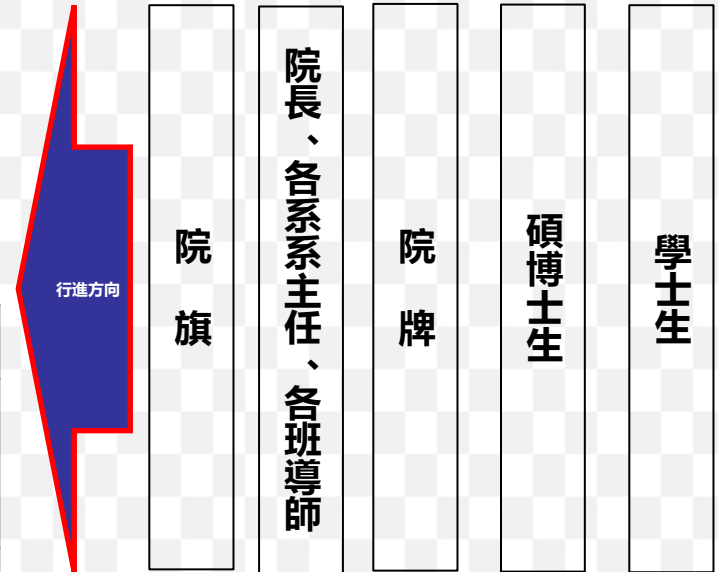 行進方向
院旗
院長、各系系主任、各班導師
院牌
碩博士生
學士生